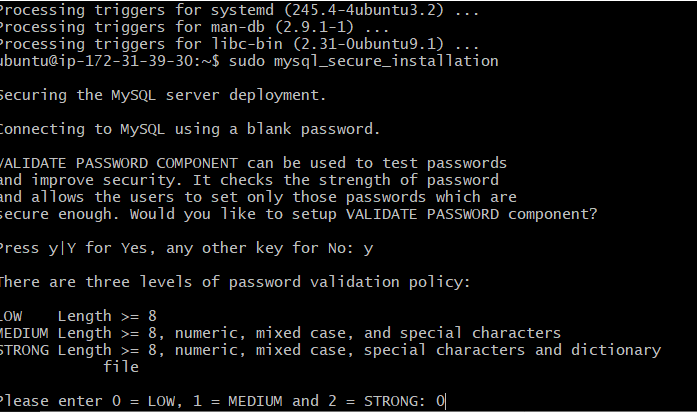 Processing triggers for systemd (245.4-4ubuntu3.2) ...
Processing triggers for man-db (2.9.1-1) ...
Processing triggers for libc-bin (2.31-0ubuntu9.1) ...
ubuntu@ip-172-31-39-30:~$ sudo mysql_secure_installation
Securing the MySQL server deployment.
Connecting to MySQL using a blank password.
VALIDATE PASSWORD COMPONENT can be used to test passwords
and improve security. It checks the strength of password
and allows the users to set only those passwords which are
secure enough. Would you like to setup VALIDATE PASSWORD component?
Press y|Y for Yes, any other key for No: y
There are three levels of password validation policy:
LOW    Length >= 8
MEDIUM Length >= 8, numeric, mixed case, and special characters
STRONG Length >= 8, numeric, mixed case, special characters and dictionary
file
Please enter 0 = LOW, 1 = MEDIUM and 2 = STRONG: 0